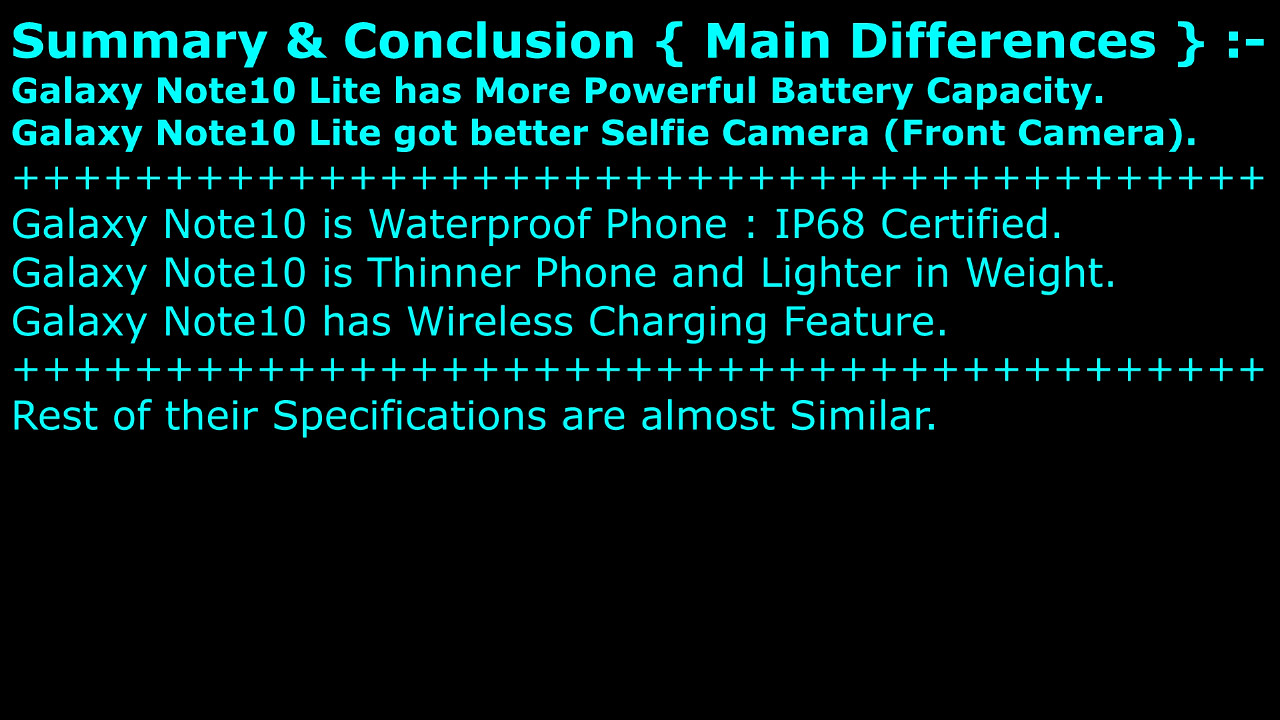 Summary & Conclusion { Main Differences } :-
Galaxy Note10 Lite has More Powerful Battery Capacity.
Galaxy Note10 Lite got better Selfie Camera (Front Camera).
+++++++++++++++++++++++++++++++++++++++++
Galaxy Note10 is Waterproof Phone : IP68 Certified.
Galaxy Note10 is Thinner Phone and Lighter in Weight.
Galaxy Note10 has Wireless Charging Feature.
+++++++++++++++++++++++++++++++++++++++++
Rest of their Specifications are almost Similar.